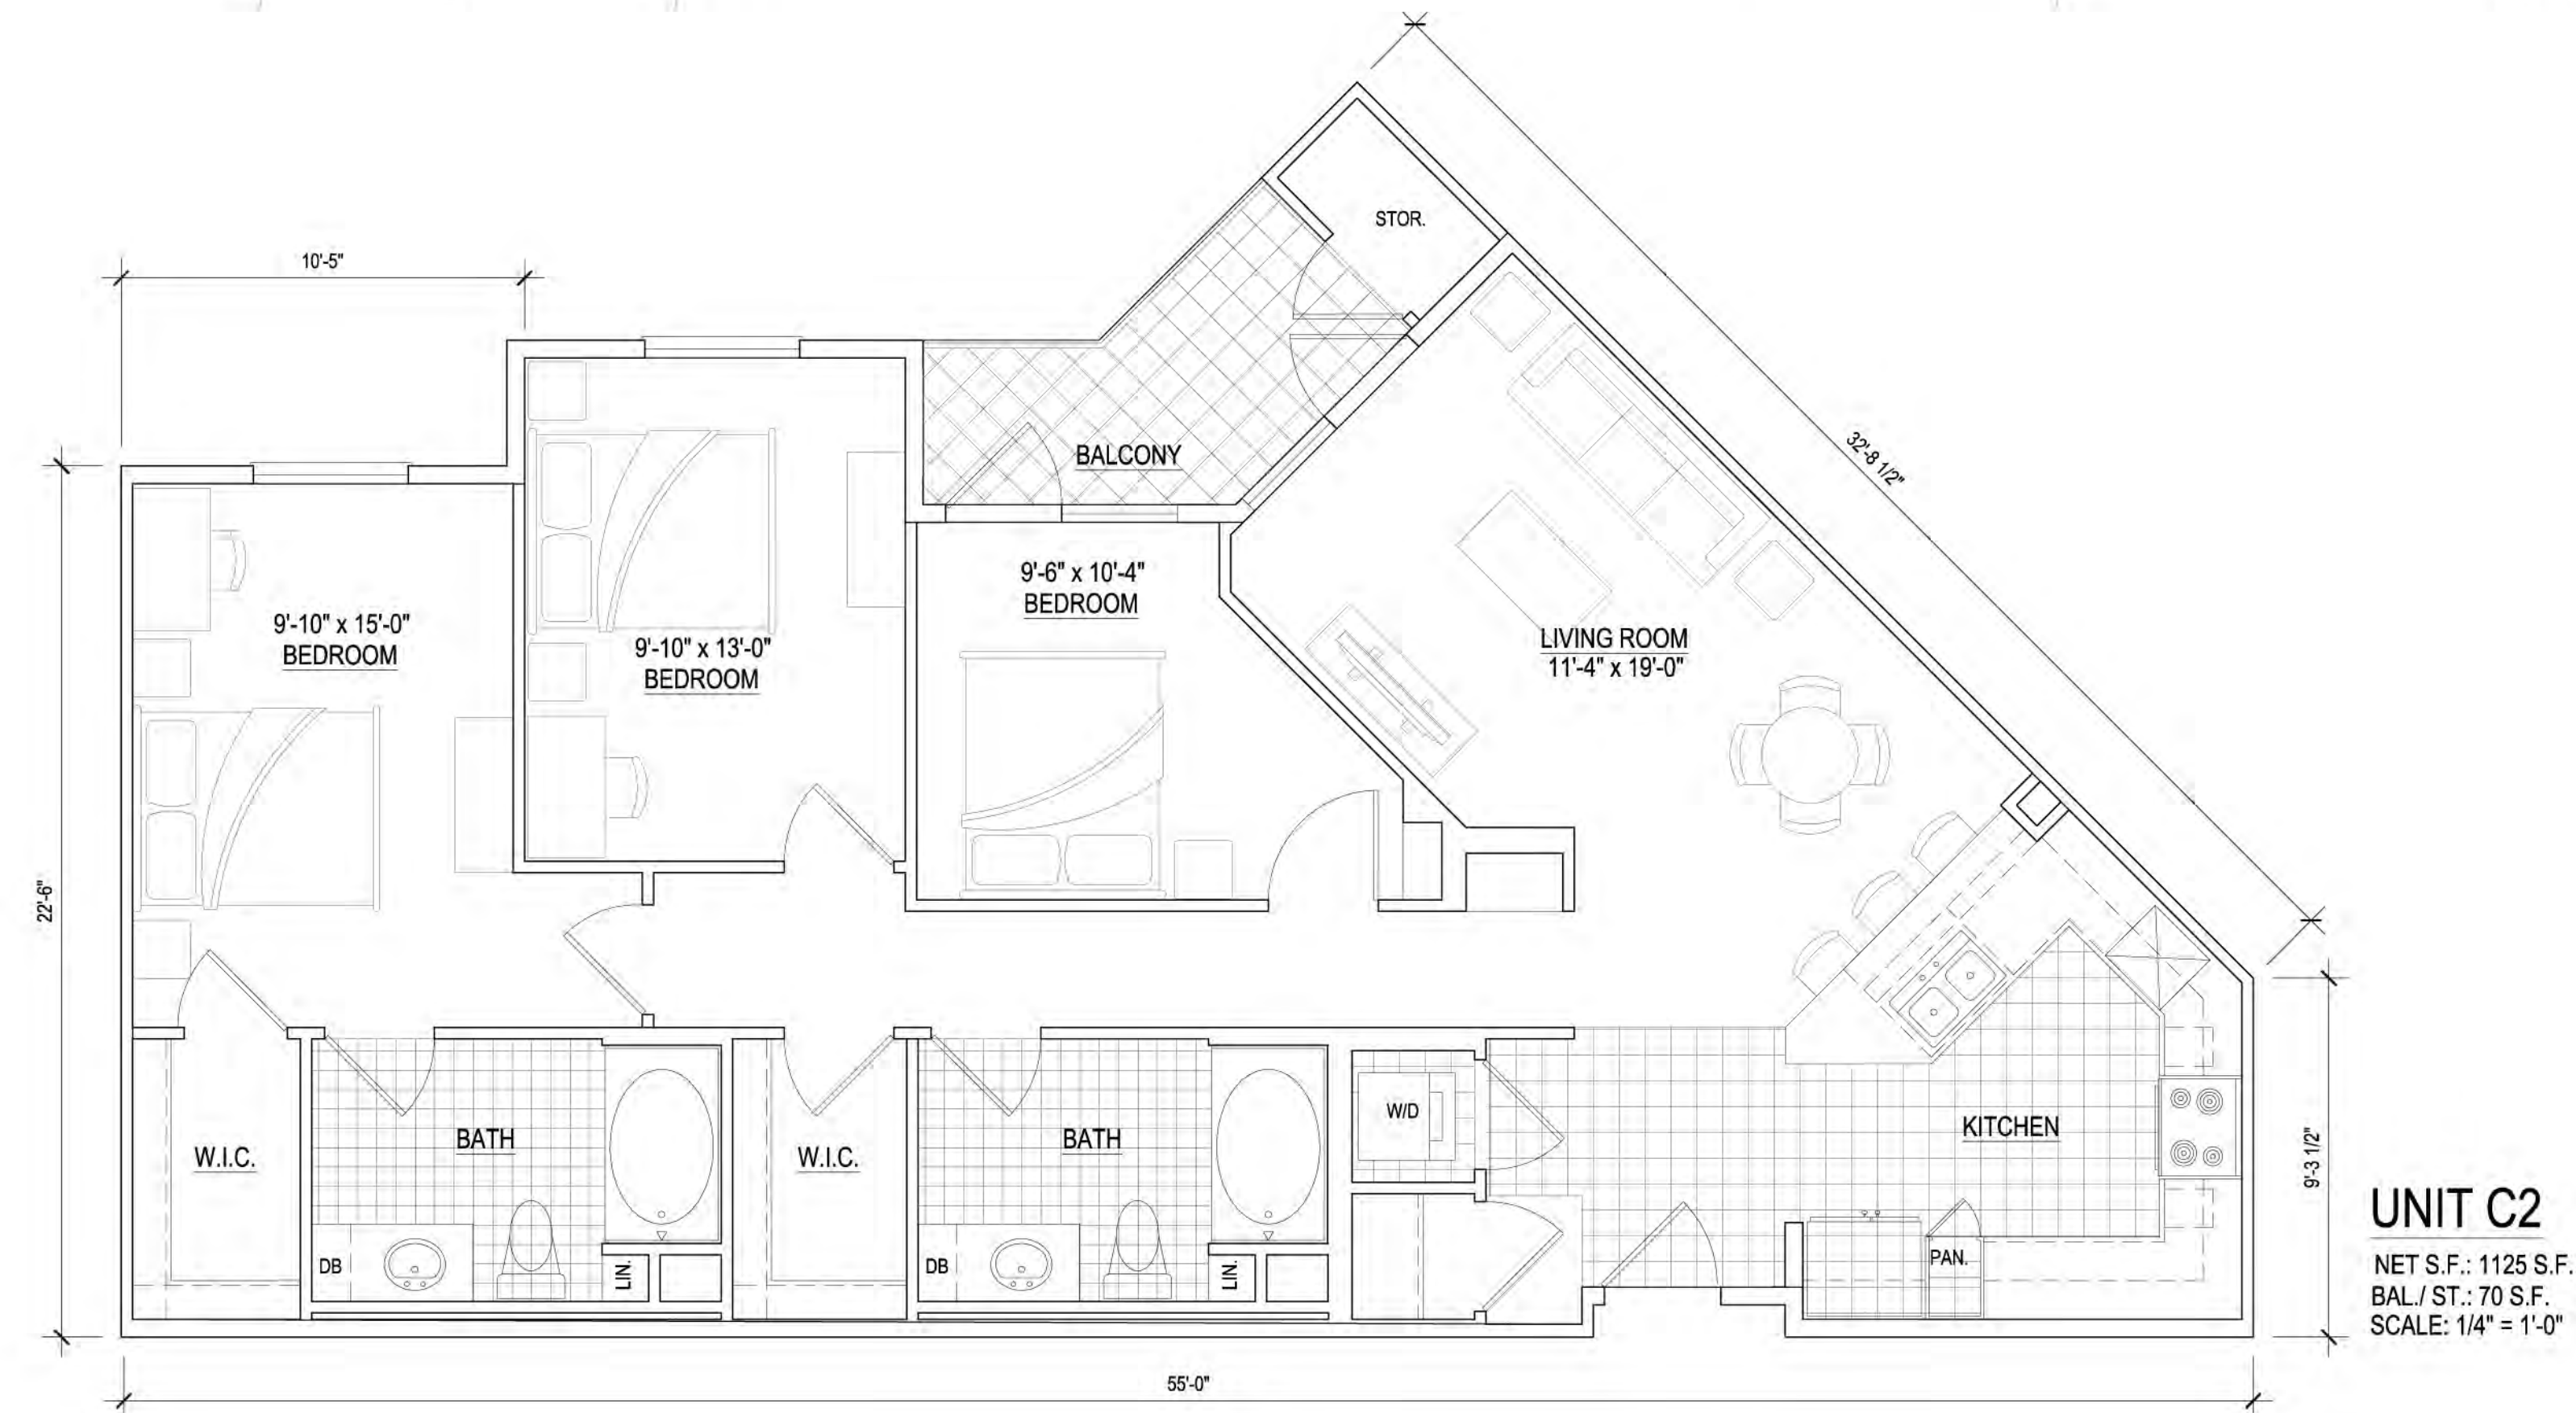 10'-5"
STOR.
32'-8 1/2"
BALCONY
9'-10" x 15'-0"
BEDROOM
9'-10" x 13'-0"
BEDROOM
9'-6" x 10'-4"
BEDROOM
LIVING ROOM
11'-4" x 19'-0"
22'-6"
W.I.C.
BATH
DB
LIN.
W.I.C.
BATH
DB
LIN.
W/D
KITCHEN
PAN.
9'-3 1/2"
55'-0"
UNIT C2
NET S.F.: 1125 S.F.
BAL./ ST.: 70 S.F.
SCALE: 1/4" = 1'-0"